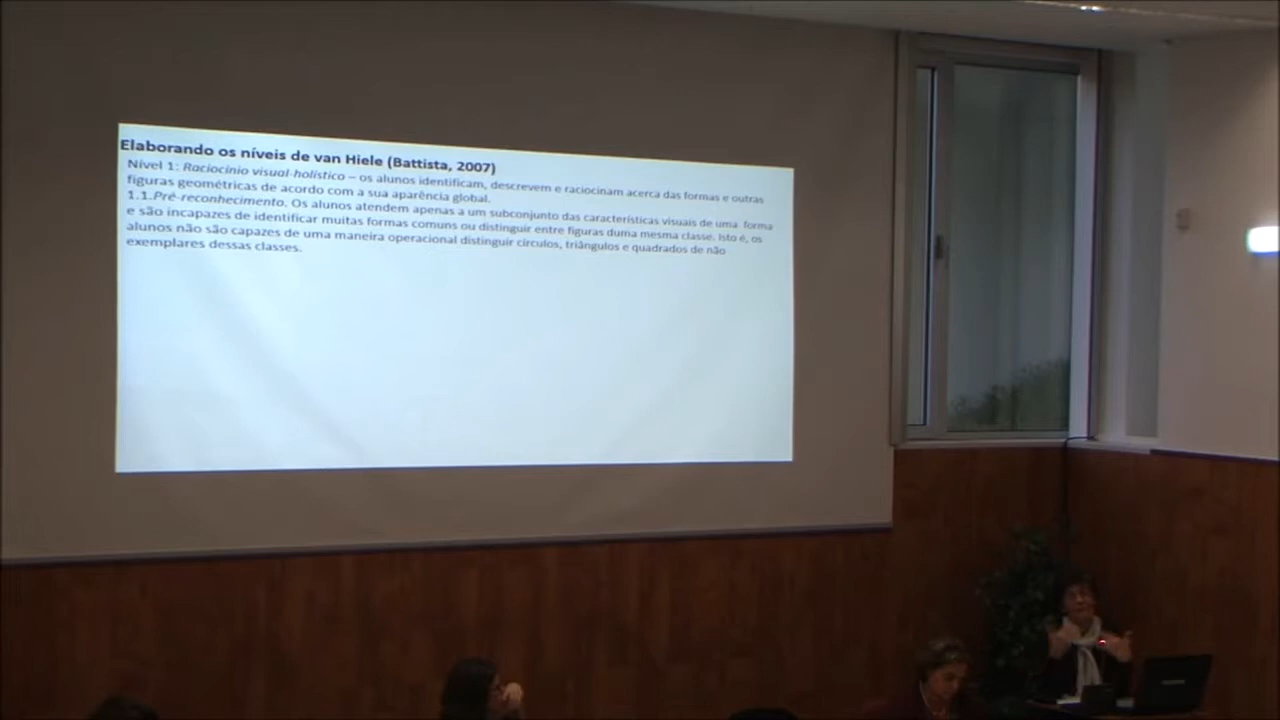 Elaborando os níveis de van Hiele (Battista, 2007)
Nível 1: Raciocínio visual-holístico – os alunos identificam, descrevem e raciocinam acerca das formas e outras
figuras geométricas de acordo com a sua aparência global.
1.1.Pré-reconhecimento. Os alunos atendem apenas a um subconjunto das características visuais de uma forma
e são incapazes de identificar muitas formas comuns ou distinguir entre figuras duma mesma classe. Isto é, os
alunos não são capazes de uma maneira operacional distinguir círculos, triângulos e quadrados de não
exemplares dessas classes.